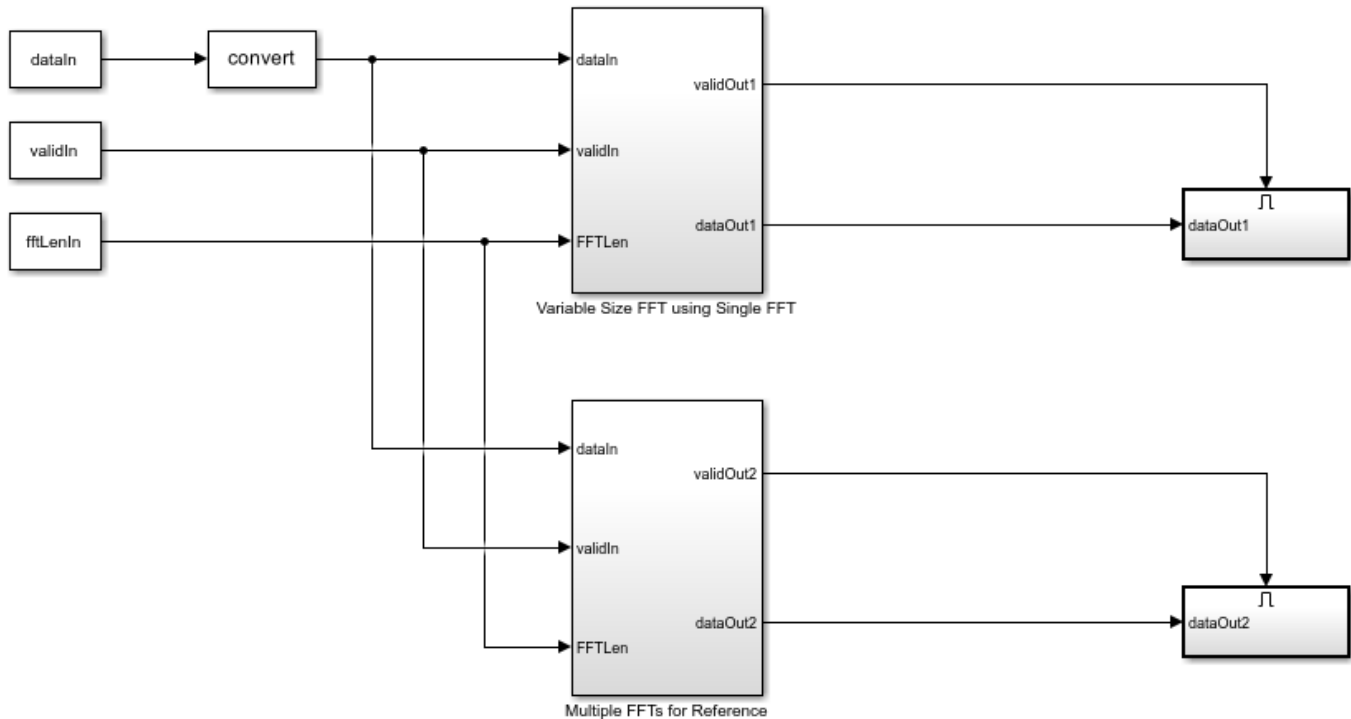 dataIn
convert
dataIn
validOut1
validIn
validIn
dataOut1
dataOut1
fftLenIn
FFTLen
Variable Size FFT using Single FFT
dataIn
validOut2
validIn
dataOut2
dataOut2
FFTLen
Multiple FFTs for Reference